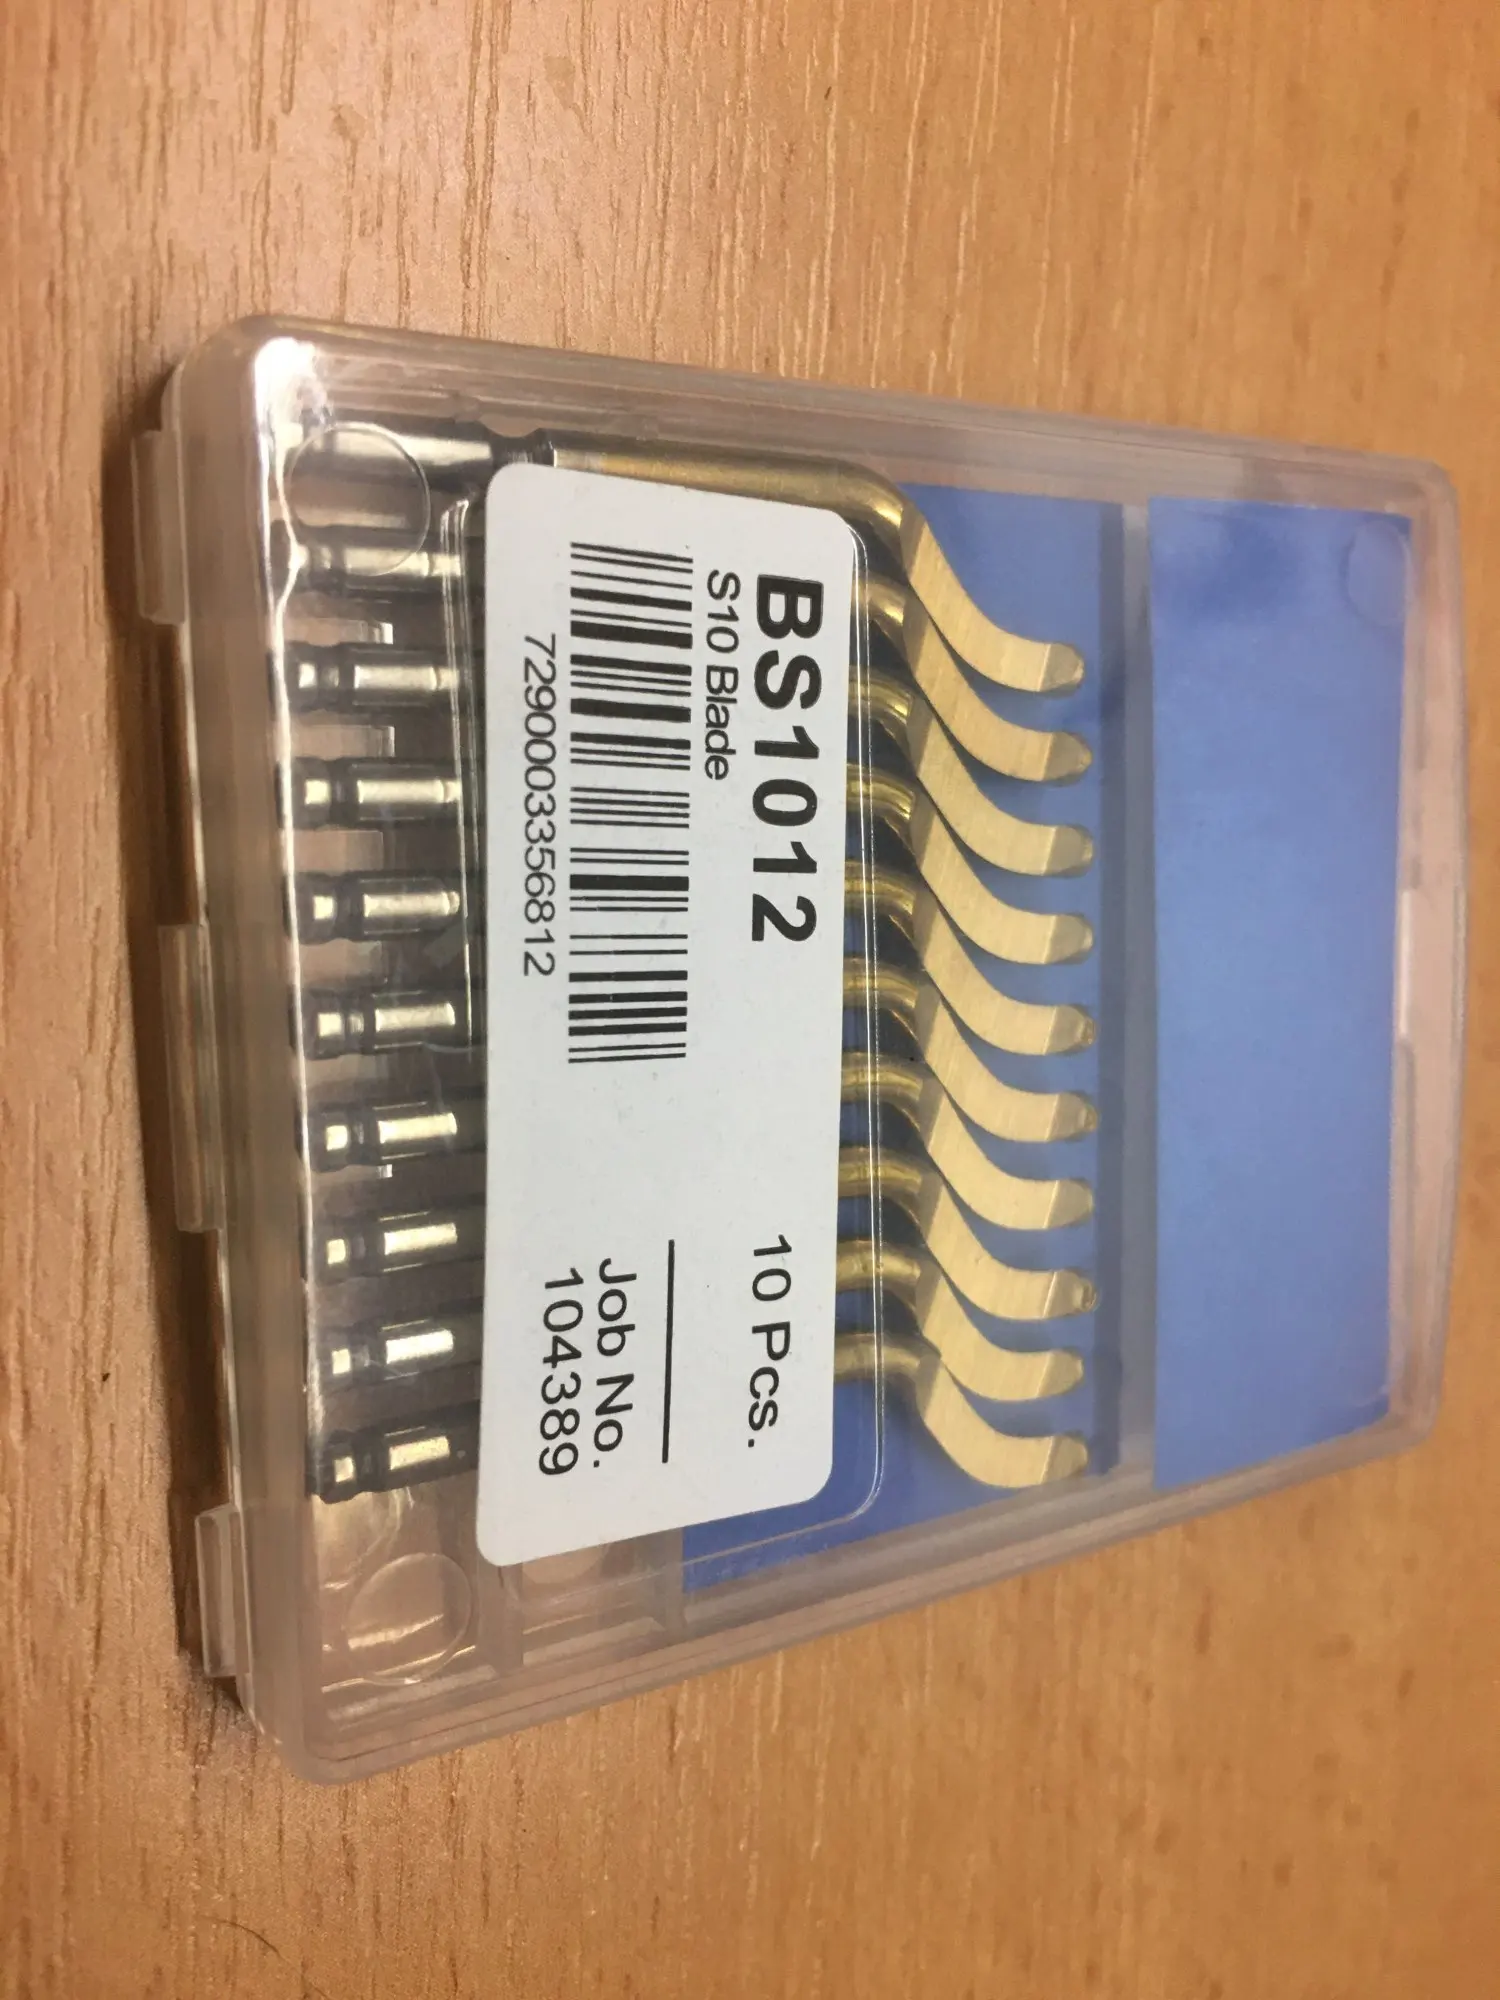 BS1012 10 Pcs.
S10 Blade
Job No.
7290003356812 104389